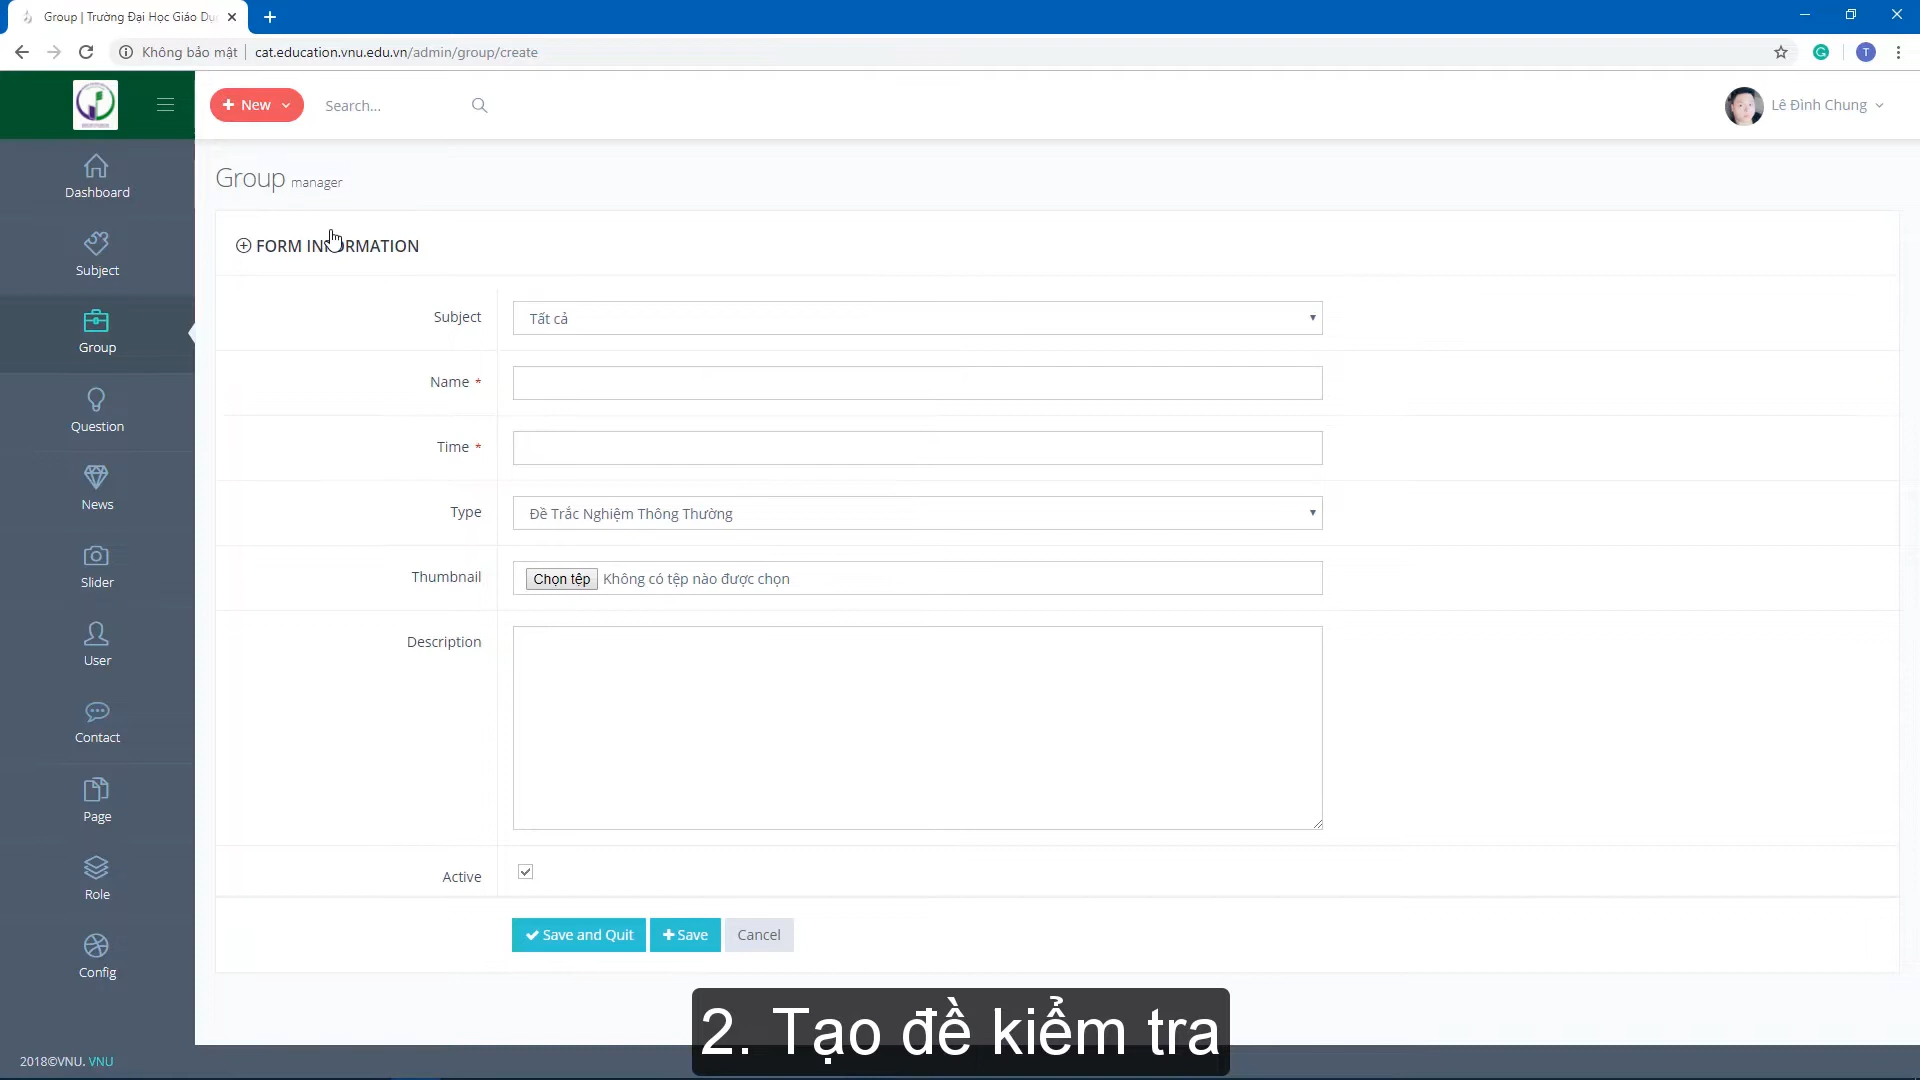 Group | Trường Đại Học Giáo Dụ
Không bảo mật
cat.education.vnu.edu.vn/admin/group/create
T
New
Search...
Lê Đình Chung
Dashboard
Subject
Group
Question
News
Slider
User
Contact
Page
Role
Config
Group manager
FORM INFORMATION
Subject
Tất cả
Name *
Time *
Type
Đề Trắc Nghiệm Thông Thường
Thumbnail
Chọn tệp Không có tệp nào được chọn
Description
Active
Save and Quit
Save
Cancel
2. Tạo đề kiểm tra
2018©VNU. VNU